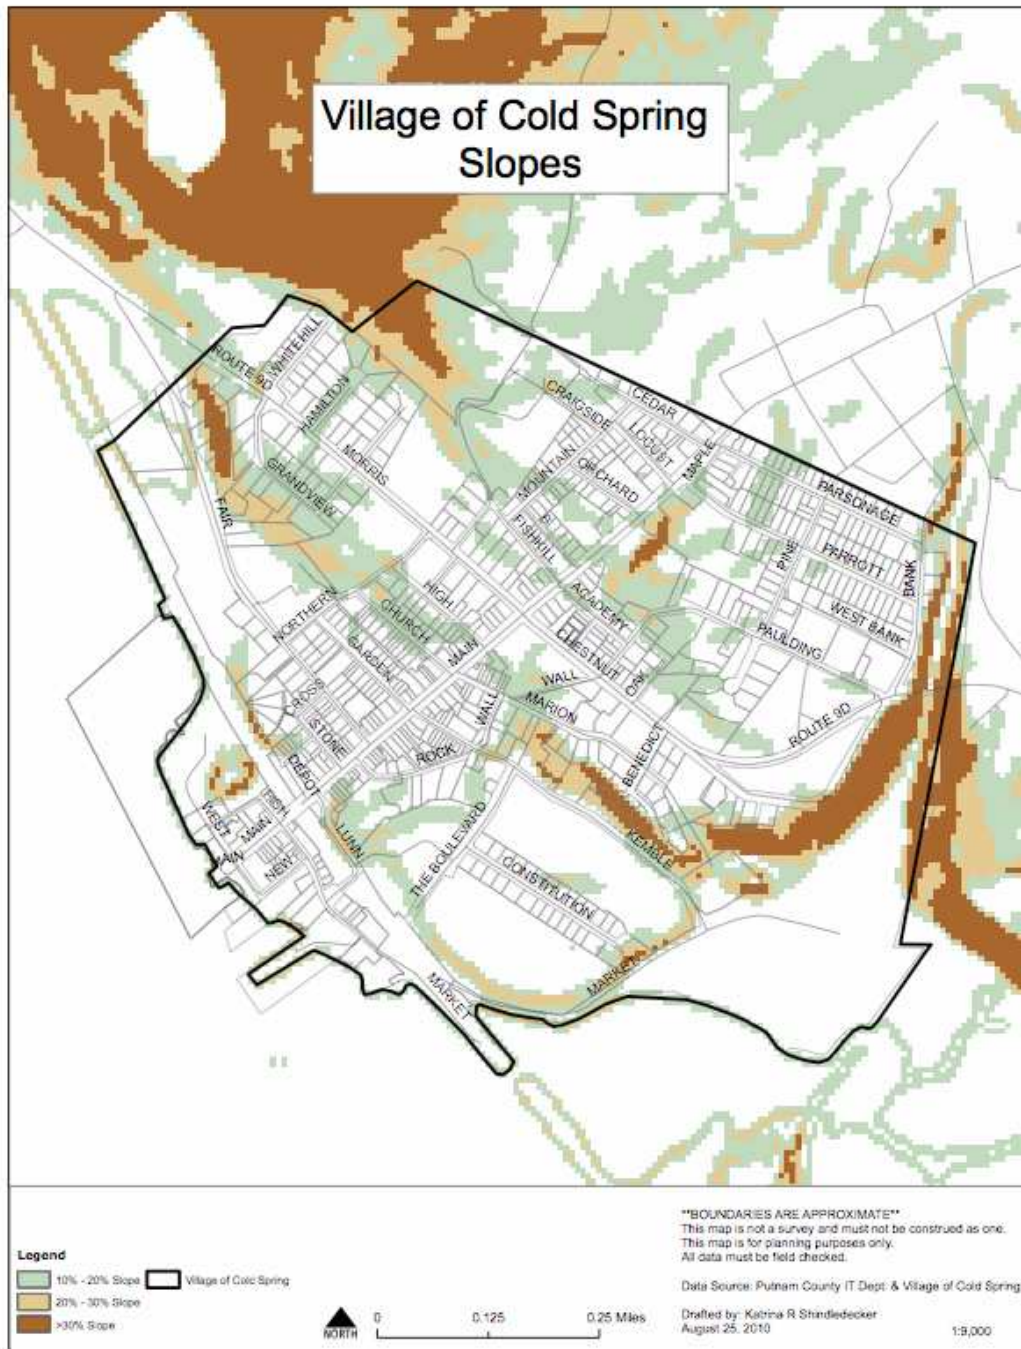 Village of Cold Spring
Slopes
ROUTE 9D
WHITEHILL
HAMILTON
MORRIS
GRANDVIEW
FAIR
CRAIGSIDE
CEDAR
LOCUST
MAPLE
MOUNTAIN
ORCHARD
PARSONAGE
B
FISHKILL
PINE
PARROTT
BANK
WEST BANK
HIGH
ACADEMY
NORTHERN
CHURCH
GARDEN
MAIN
CHESTNUT
PAULDING
OAK
WALL
WALL
MARION
CROSS
STONE
ROCK
BENEDICT
ROUTE 9D
DEPOT
FISH
WEST
MAIN
MAIN
NEW
LUNN
THE BOULEVARD
KEMBLE
CONSTITUTION
MARKET
MARKET
**BOUNDARIES ARE APPROXIMATE**
This map is not a survey and must not be construed as one.
This map is for planning purposes only.
All data must be field checked.
Data Source: Putnam County IT Dept. & Village of Cold Spring
Drafted by: Katrina R Shindledecker
August 25, 2010
1:9,000
Legend
10% - 20% Slope
Village of Cold Spring
20% - 30% Slope
>30% Slope
NORTH
0 0.125 0.25 Miles